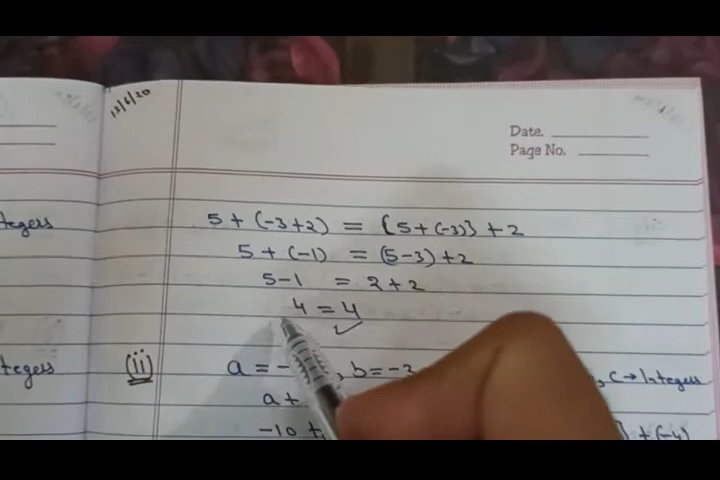 12/6/20
Date.
Page No.
tegers
5 + (-3+2) = {5+(-3)} + 2
5 + (-1) = (5-3) + 2
5-1 = 2 + 2
4 = 4 ✓
tegers
(ii) a = - , b = -3 , c → Integers
a +
-10 + } + (-4)